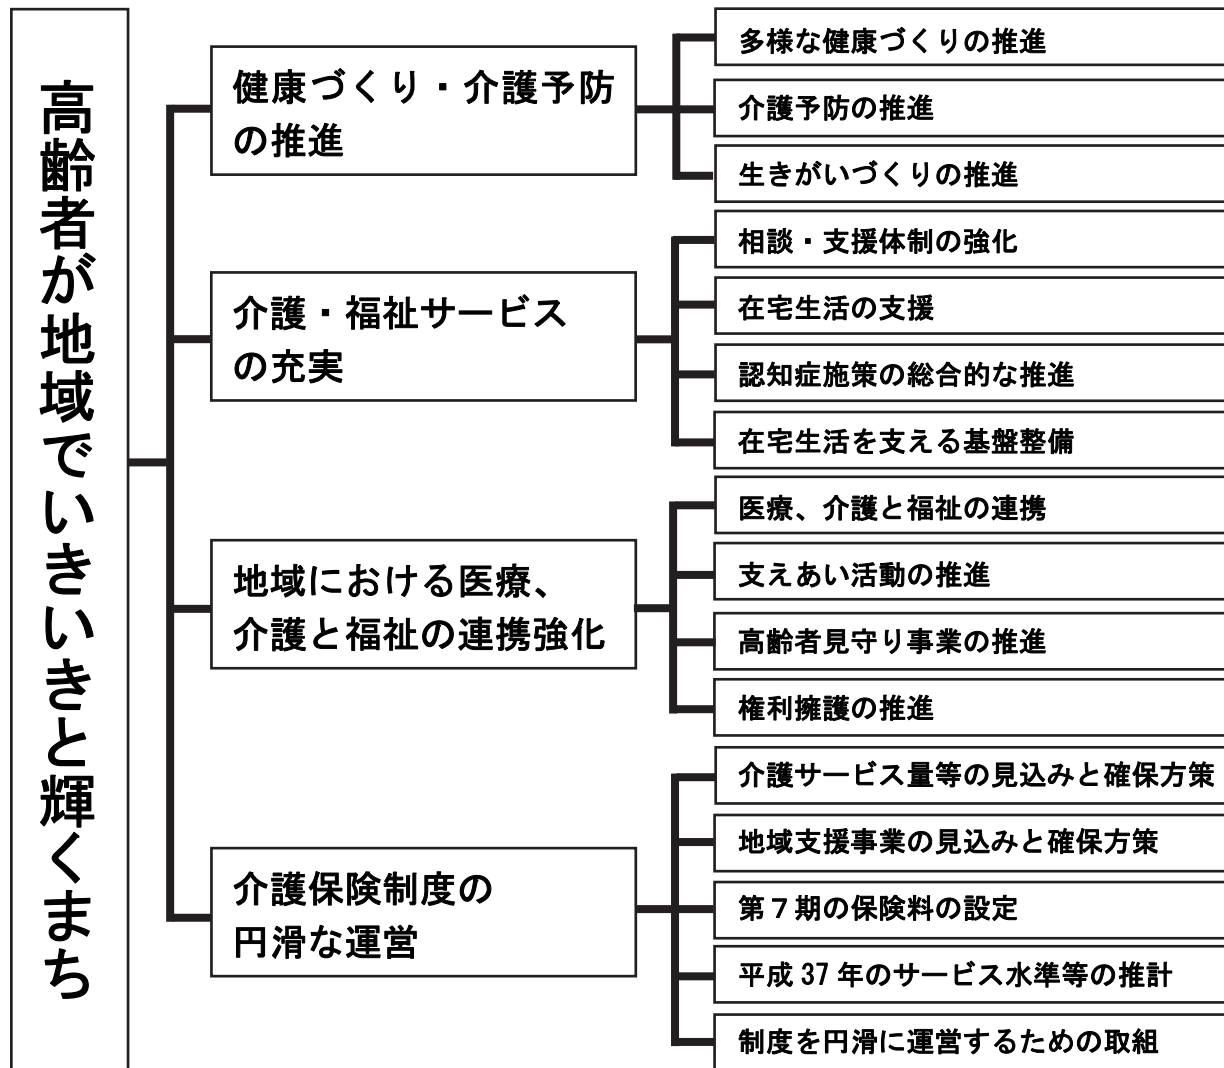 高齢者が地域でいきいきと輝くまち
健康づくり・介護予防
の推進
多様な健康づくりの推進
介護予防の推進
生きがいづくりの推進
介護・福祉サービス
の充実
相談・支援体制の強化
在宅生活の支援
認知症施策の総合的な推進
在宅生活を支える基盤整備
地域における医療、
介護と福祉の連携強化
医療、介護と福祉の連携
支えあい活動の推進
高齢者見守り事業の推進
権利擁護の推進
介護保険制度の
円滑な運営
介護サービス量等の見込みと確保方策
地域支援事業の見込みと確保方策
第７期の保険料の設定
平成 37 年のサービス水準等の推計
制度を円滑に運営するための取組